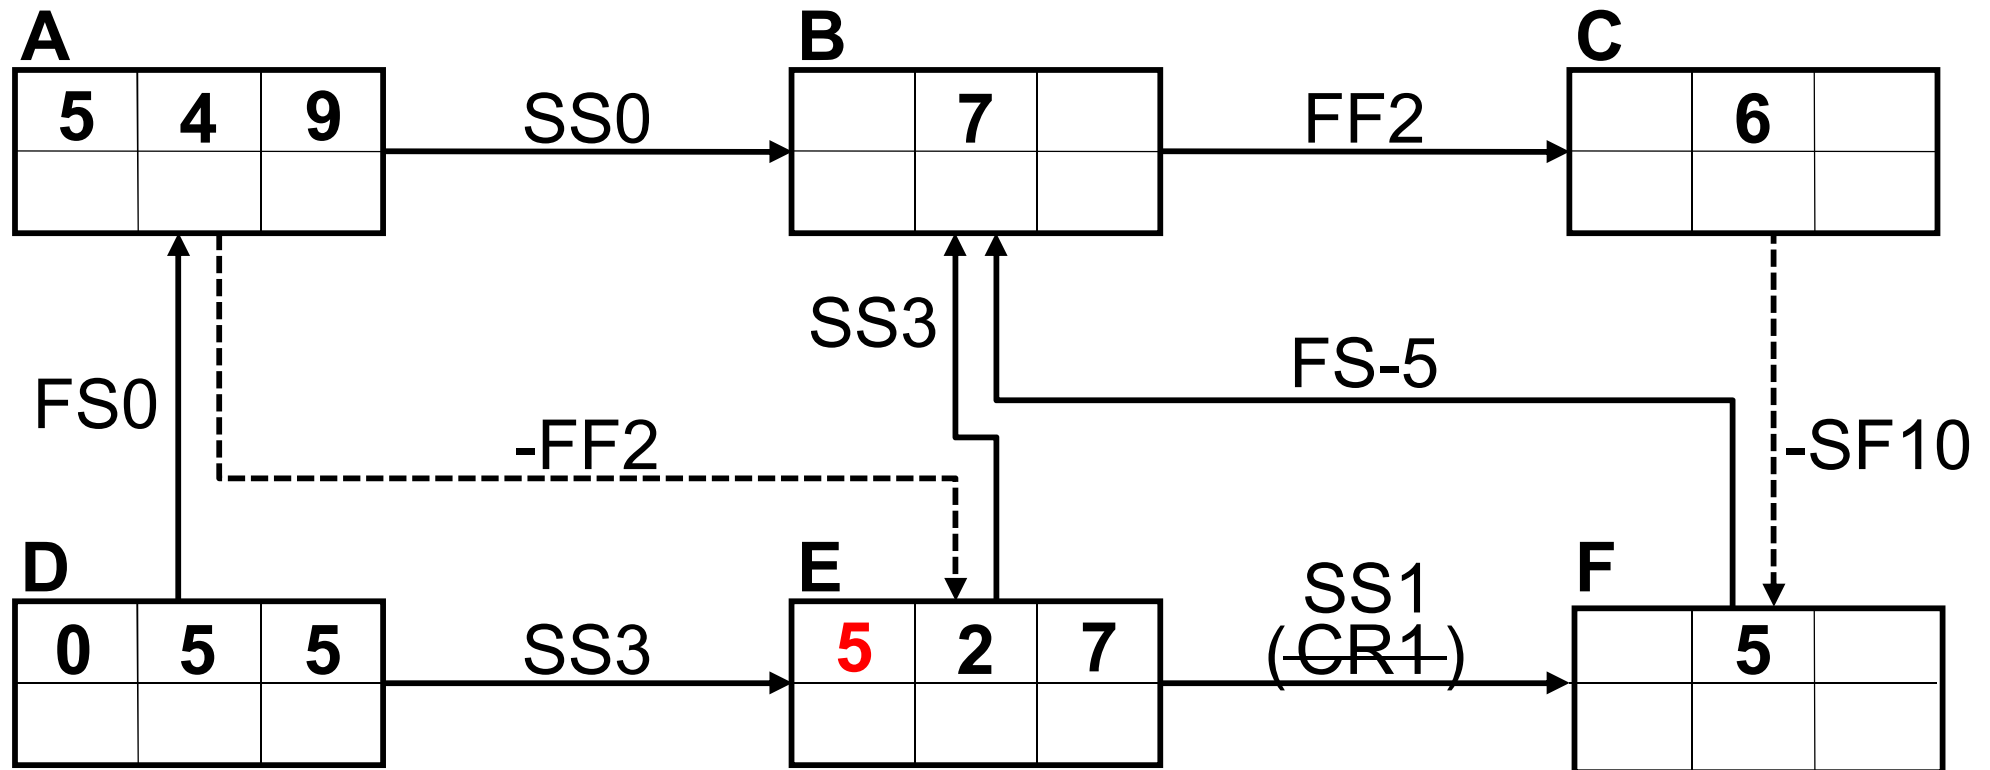 A B C
5 4 9 SS0 7 FF2 6
SS3
FS-5
FS0
-FF2
-SF10
D E F
SS1
0 5 5 SS3 5 2 7 (CR1) 5